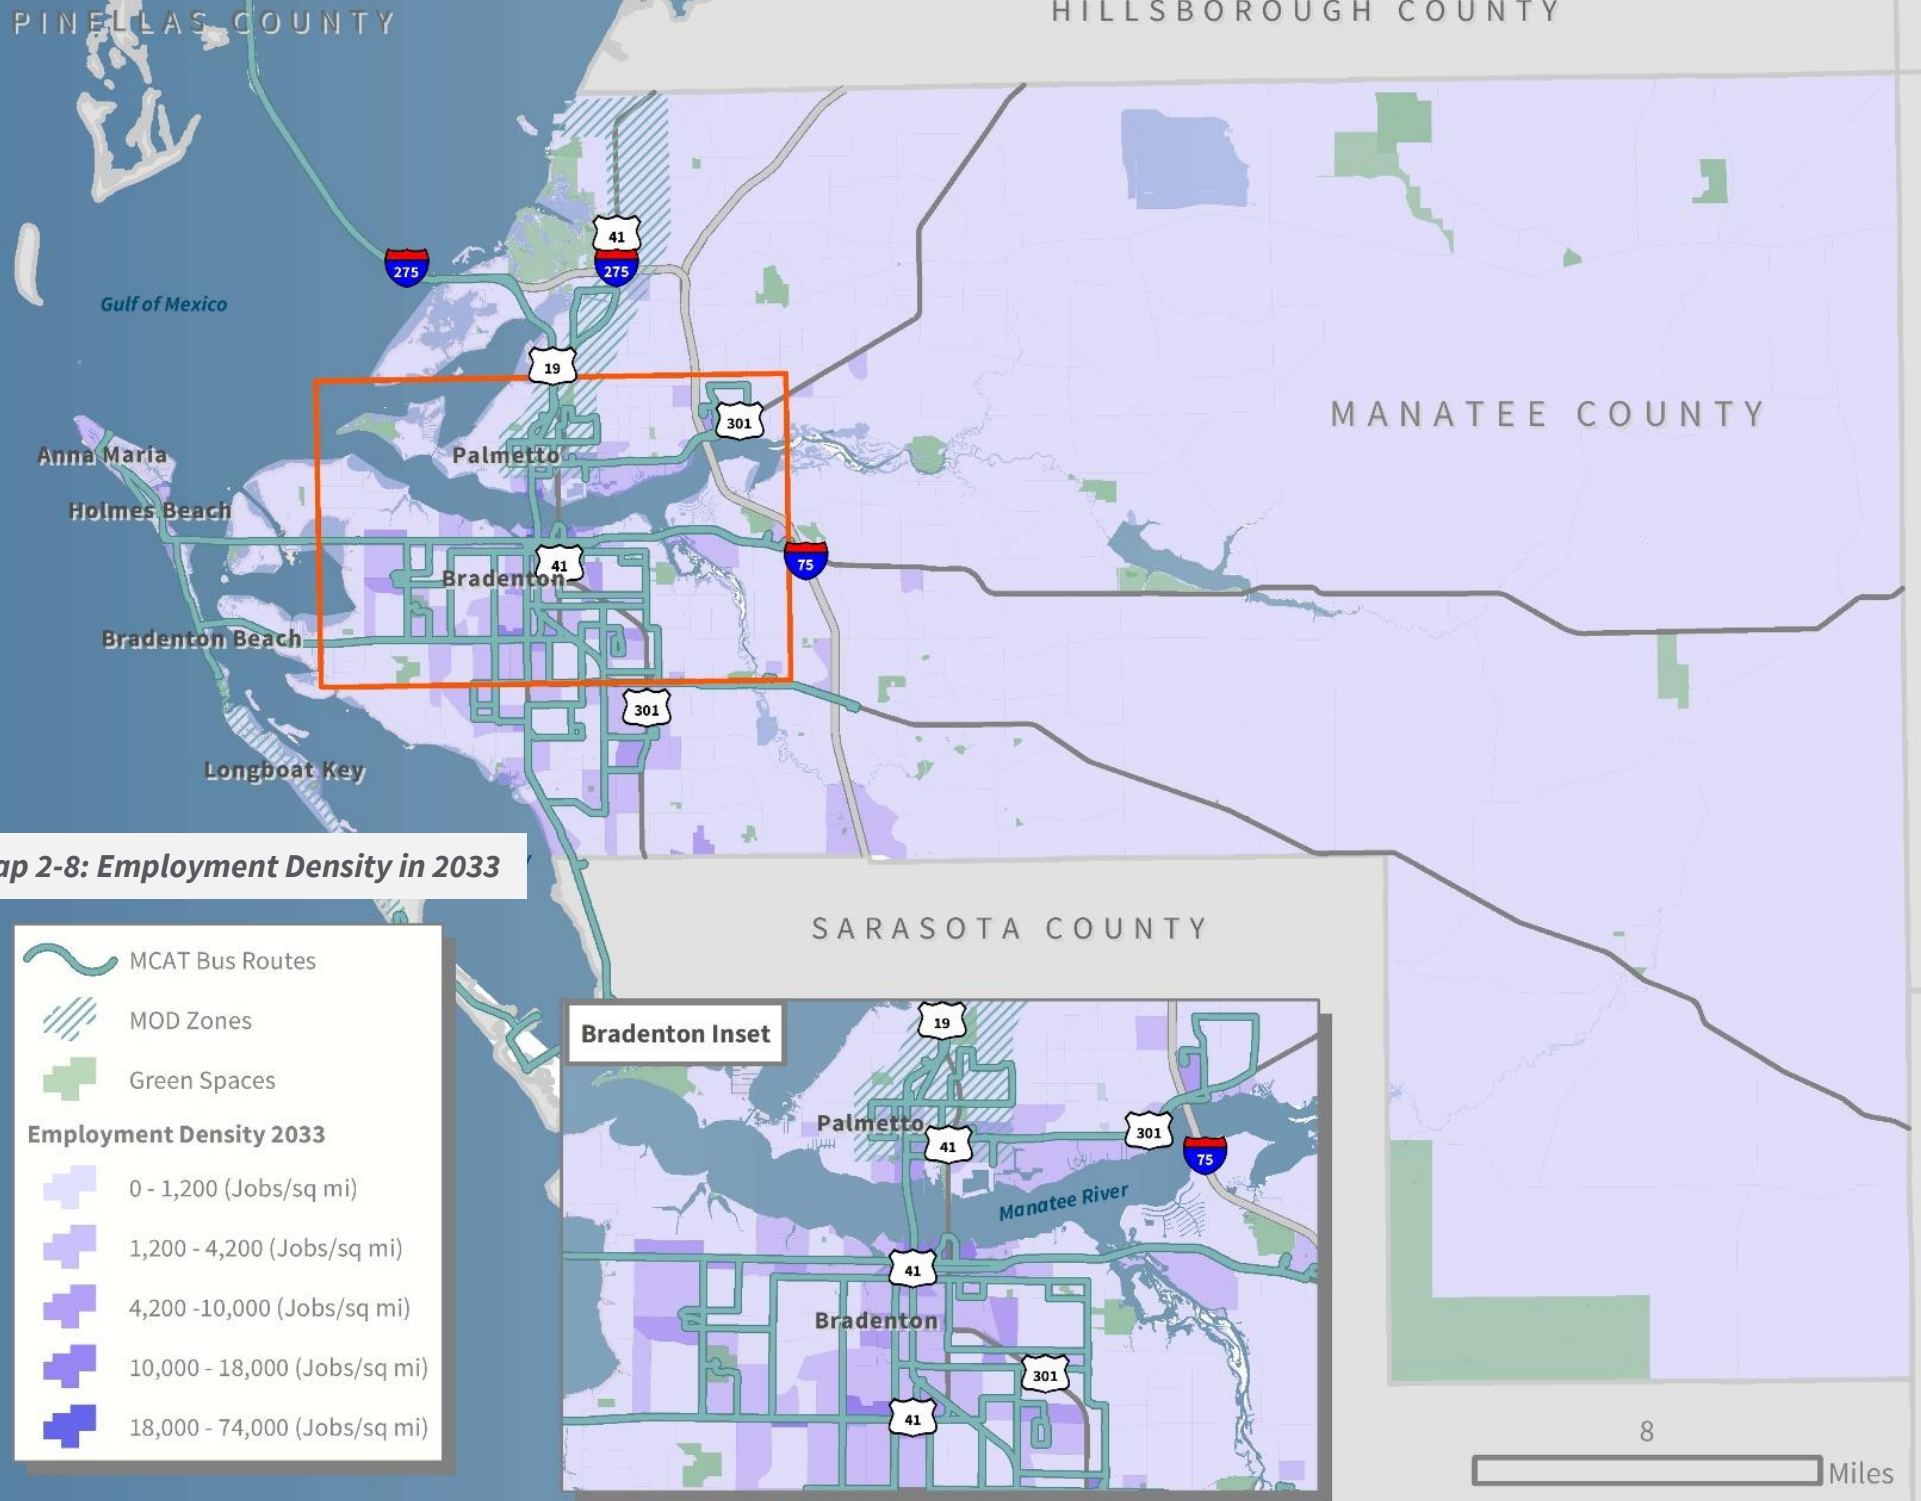 PINELLAS COUNTY
HILLSBOROUGH COUNTY
41
275
275
Gulf of Mexico
19
301
MANATEE COUNTY
Anna Maria
Palmetto
Holmes Beach
41
75
Bradenton
Bradenton Beach
301
Longboat Key
ap 2-8: Employment Density in 2033
SARASOTA COUNTY
MCAT Bus Routes
MOD Zones
Green Spaces
Employment Density 2033
0 - 1,200 (Jobs/sq mi)
1,200 - 4,200 (Jobs/sq mi)
4,200 -10,000 (Jobs/sq mi)
10,000 - 18,000 (Jobs/sq mi)
18,000 - 74,000 (Jobs/sq mi)
Bradenton Inset
19
Palmetto
41
301
75
Manatee River
41
Bradenton
301
41
8
Miles